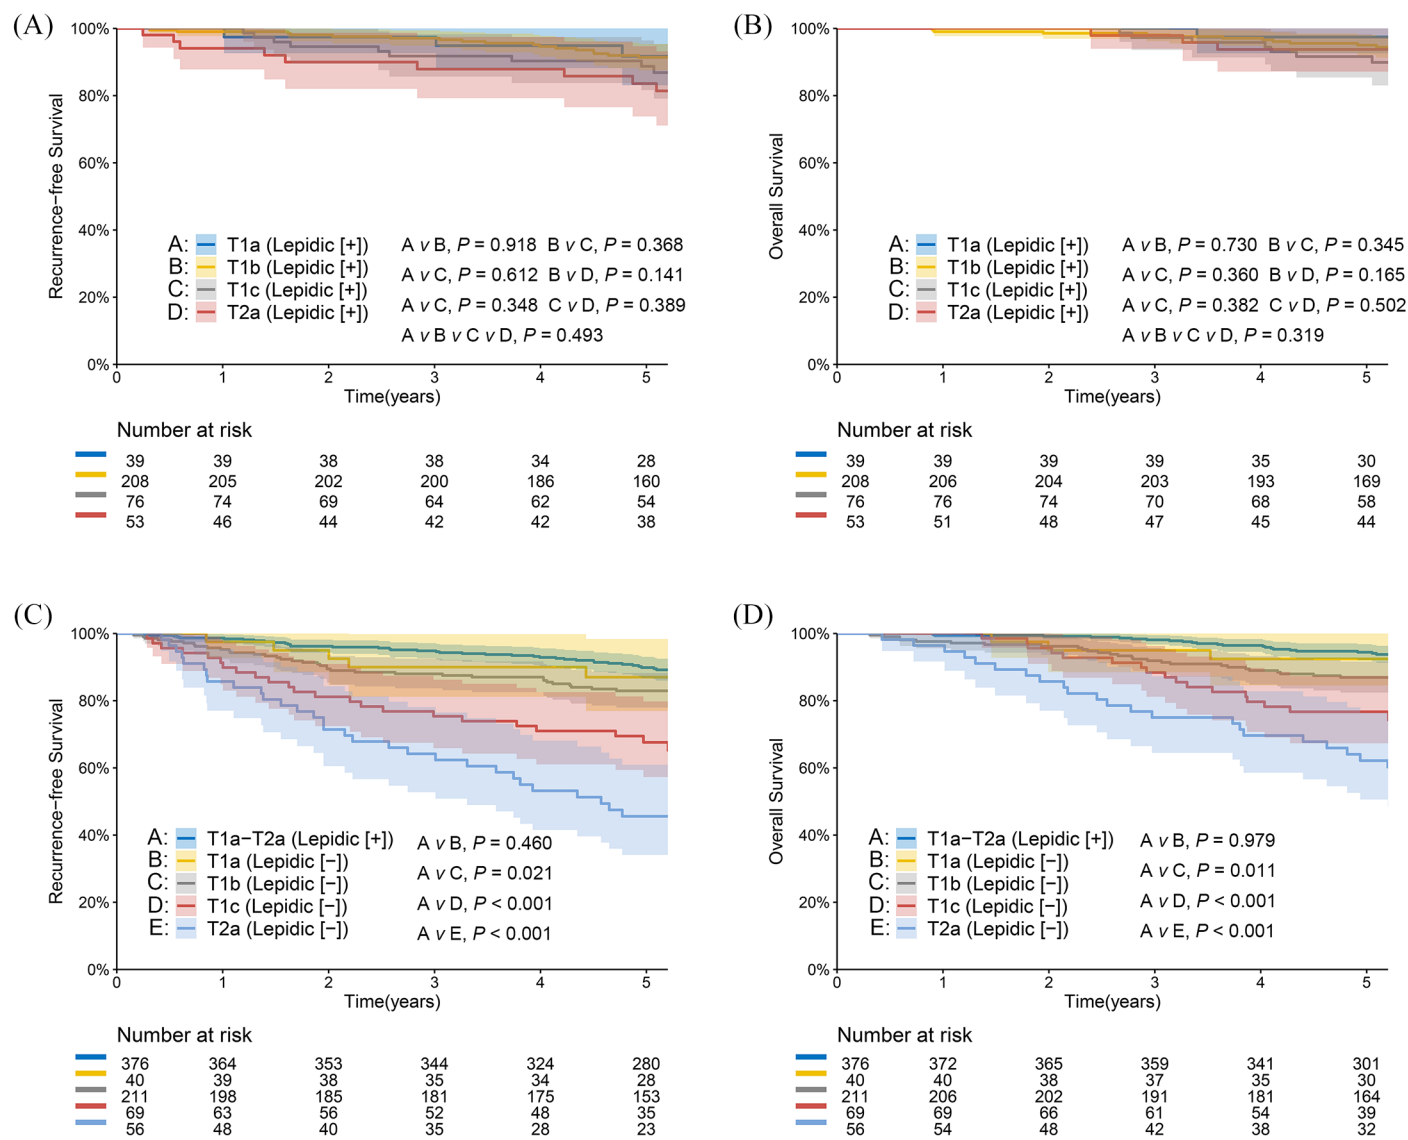 (A)
100%
80%
60%
40%
20%
0%
Recurrence-free Survival
A: T1a (Lepidic [+])
B: T1b (Lepidic [+])
C: T1c (Lepidic [+])
D: T2a (Lepidic [+])
A v B, P = 0.918 B v C, P = 0.368
A v C, P = 0.612 B v D, P = 0.141
A v C, P = 0.348 C v D, P = 0.389
A v B v C v D, P = 0.493
0 1 2 3 4 5
Time(years)
Number at risk
39 39 38 38 34 28
208 205 202 200 186 160
76 74 69 64 62 54
53 46 44 42 42 38
(B)
100%
80%
60%
40%
20%
0%
Overall Survival
A: T1a (Lepidic [+])
B: T1b (Lepidic [+])
C: T1c (Lepidic [+])
D: T2a (Lepidic [+])
A v B, P = 0.730 B v C, P = 0.345
A v C, P = 0.360 B v D, P = 0.165
A v C, P = 0.382 C v D, P = 0.502
A v B v C v D, P = 0.319
0 1 2 3 4 5
Time(years)
Number at risk
39 39 39 39 35 30
208 206 204 203 193 169
76 76 74 70 68 58
53 51 48 47 45 44
(C)
100%
80%
60%
40%
20%
0%
Recurrence-free Survival
A: T1a−T2a (Lepidic [+])
B: T1a (Lepidic [−])
C: T1b (Lepidic [−])
D: T1c (Lepidic [−])
E: T2a (Lepidic [−])
A v B, P = 0.460
A v C, P = 0.021
A v D, P < 0.001
A v E, P < 0.001
0 1 2 3 4 5
Time(years)
Number at risk
376 364 353 344 324 280
40 39 38 35 34 28
211 198 185 181 175 153
69 63 56 52 48 35
56 48 40 35 28 23
(D)
100%
80%
60%
40%
20%
0%
Overall Survival
A: T1a−T2a (Lepidic [+])
B: T1a (Lepidic [−])
C: T1b (Lepidic [−])
D: T1c (Lepidic [−])
E: T2a (Lepidic [−])
A v B, P = 0.979
A v C, P = 0.011
A v D, P < 0.001
A v E, P < 0.001
0 1 2 3 4 5
Time(years)
Number at risk
376 372 365 359 341 301
40 40 38 37 35 30
211 206 202 191 181 164
69 69 66 61 54 39
56 54 48 42 38 32